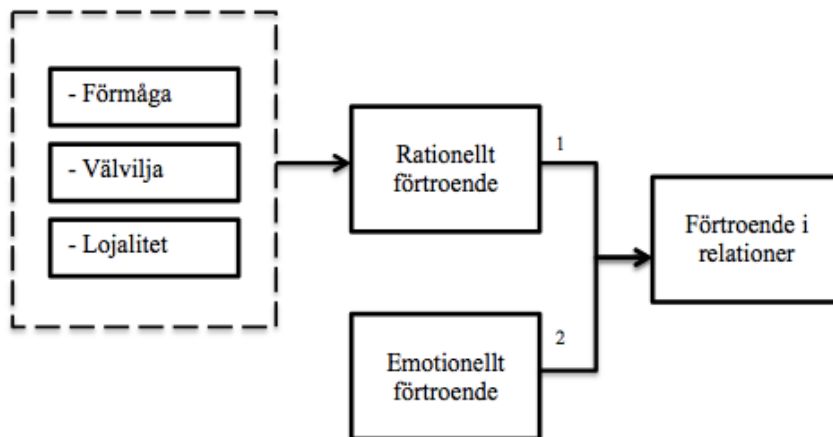 - Förmåga
- Välvilja
- Lojalitet
Rationellt
förtroende
1
Emotionellt
förtroende
2
Förtroende i
relationer